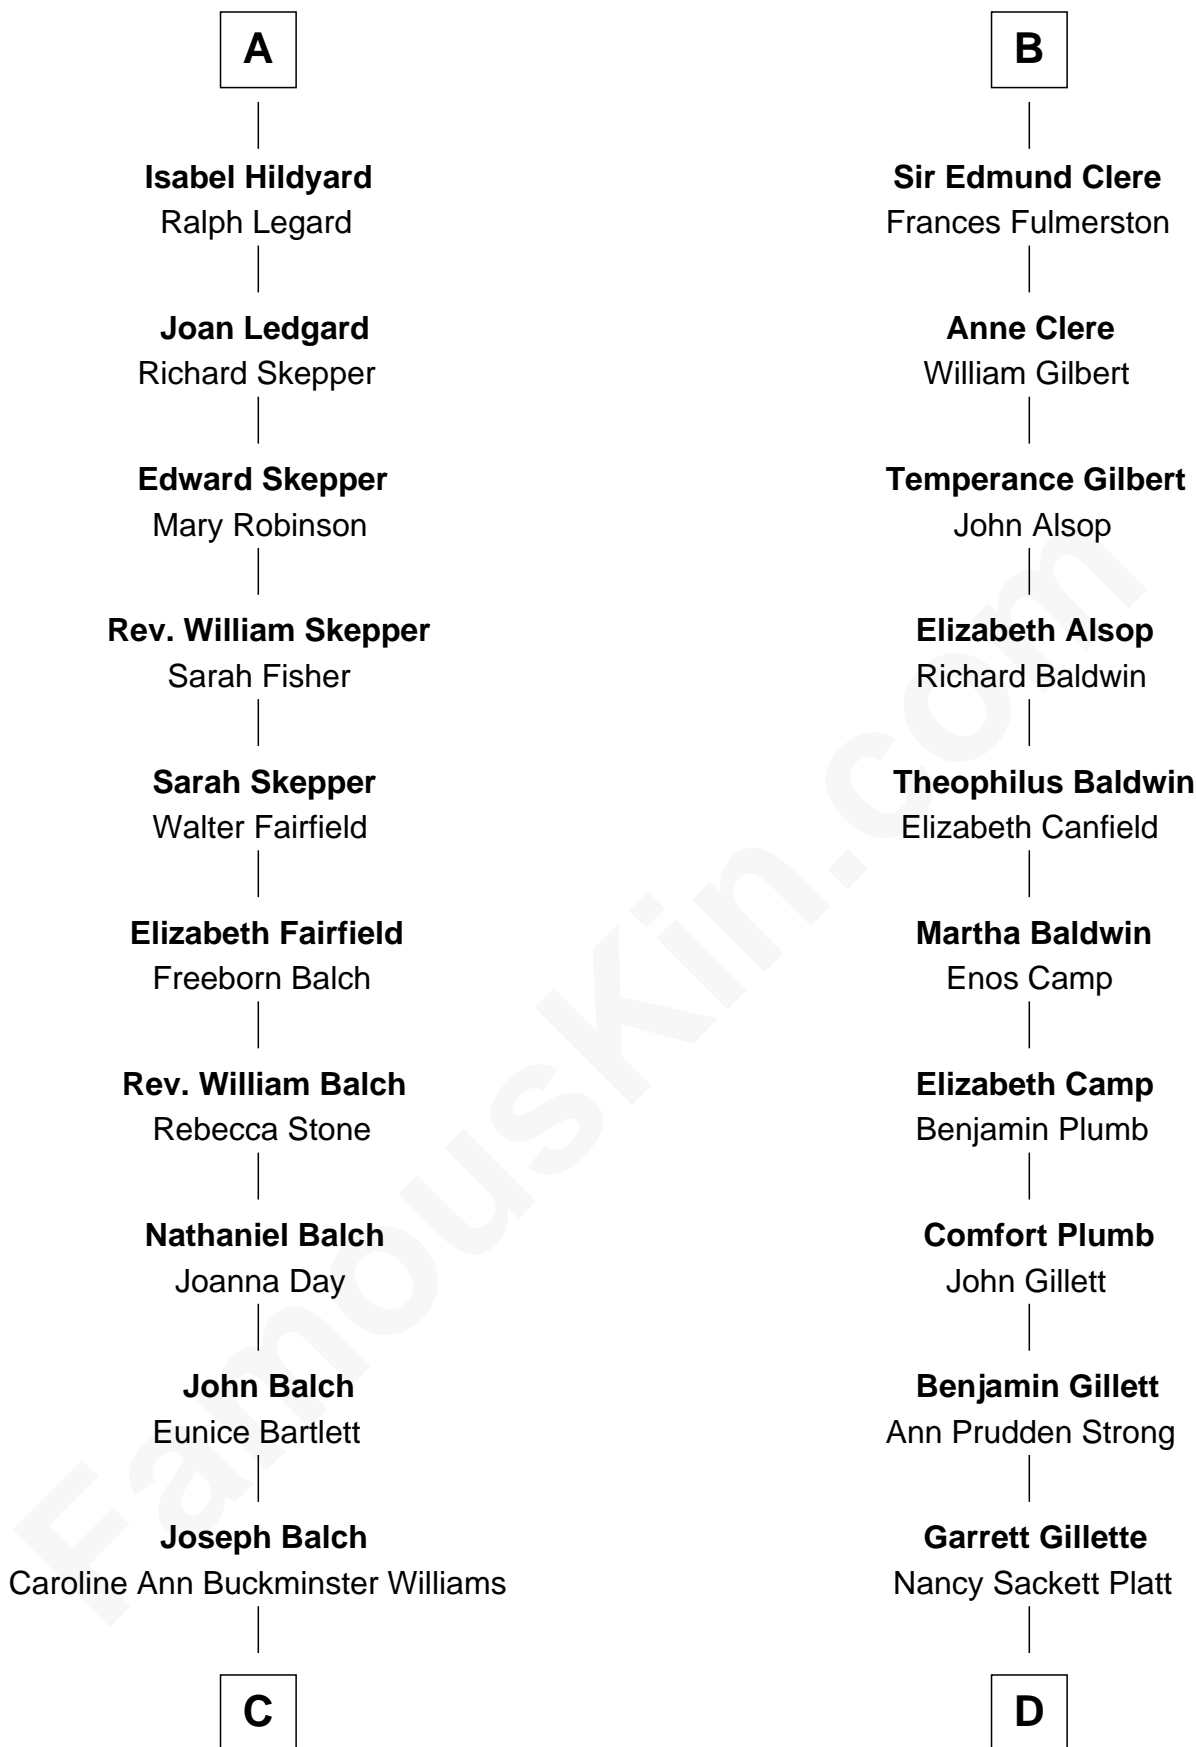 A
Isabel Hildyard
Ralph Legard
Joan Ledgard
Richard Skepper
Edward Skepper
Mary Robinson
Rev. William Skepper
Sarah Fisher
Sarah Skepper
Walter Fairfield
Elizabeth Fairfield
Freeborn Balch
Rev. William Balch
Rebecca Stone
Nathaniel Balch
Joanna Day
John Balch
Eunice Bartlett
Joseph Balch
Caroline Ann Buckminster Williams
C
B
Sir Edmund Clere
Frances Fulmerston
Anne Clere
William Gilbert
Temperance Gilbert
John Alsop
Elizabeth Alsop
Richard Baldwin
Theophilus Baldwin
Elizabeth Canfield
Martha Baldwin
Enos Camp
Elizabeth Camp
Benjamin Plumb
Comfort Plumb
John Gillett
Benjamin Gillett
Ann Prudden Strong
Garrett Gillette
Nancy Sackett Platt
D
FamousKin.com